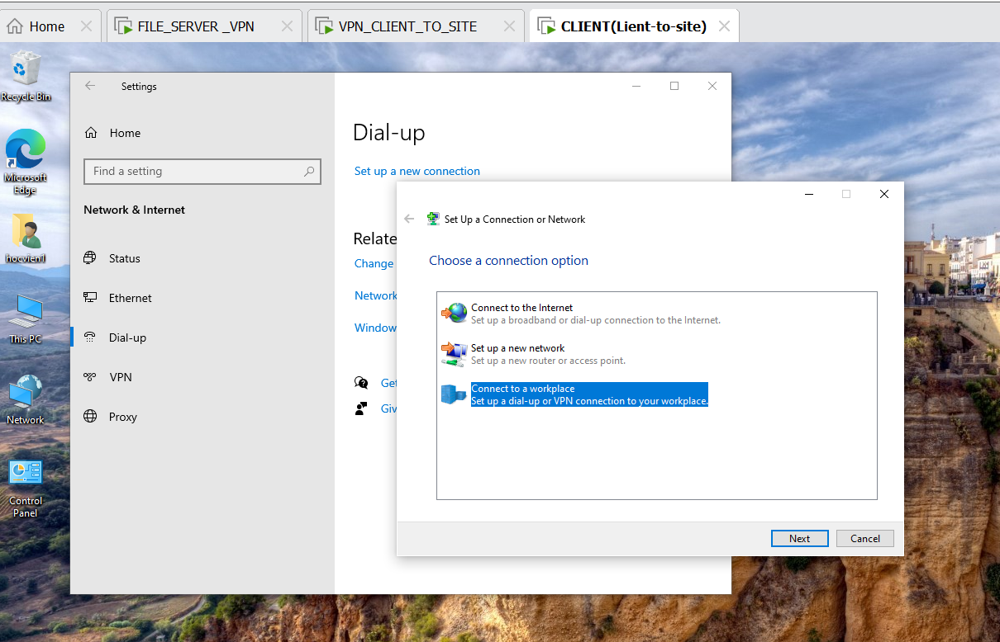 Home
FILE_SERVER _VPN
VPN_CLIENT_TO_SITE
CLIENT(Lient-to-site)
Recycle Bin
Microsoft
Edge
hocvien1
This PC
Network
Control
Panel
Settings
Home
Find a setting
Network & Internet
Status
Ethernet
Dial-up
VPN
Proxy
Dial-up
Set up a new connection
Relate
Change
Network
Window
Get
Giv
Set Up a Connection or Network
Choose a connection option
Connect to the Internet
Set up a broadband or dial-up connection to the Internet.
Set up a new network
Set up a new router or access point.
Connect to a workplace
Set up a dial-up or VPN connection to your workplace.
Next
Cancel